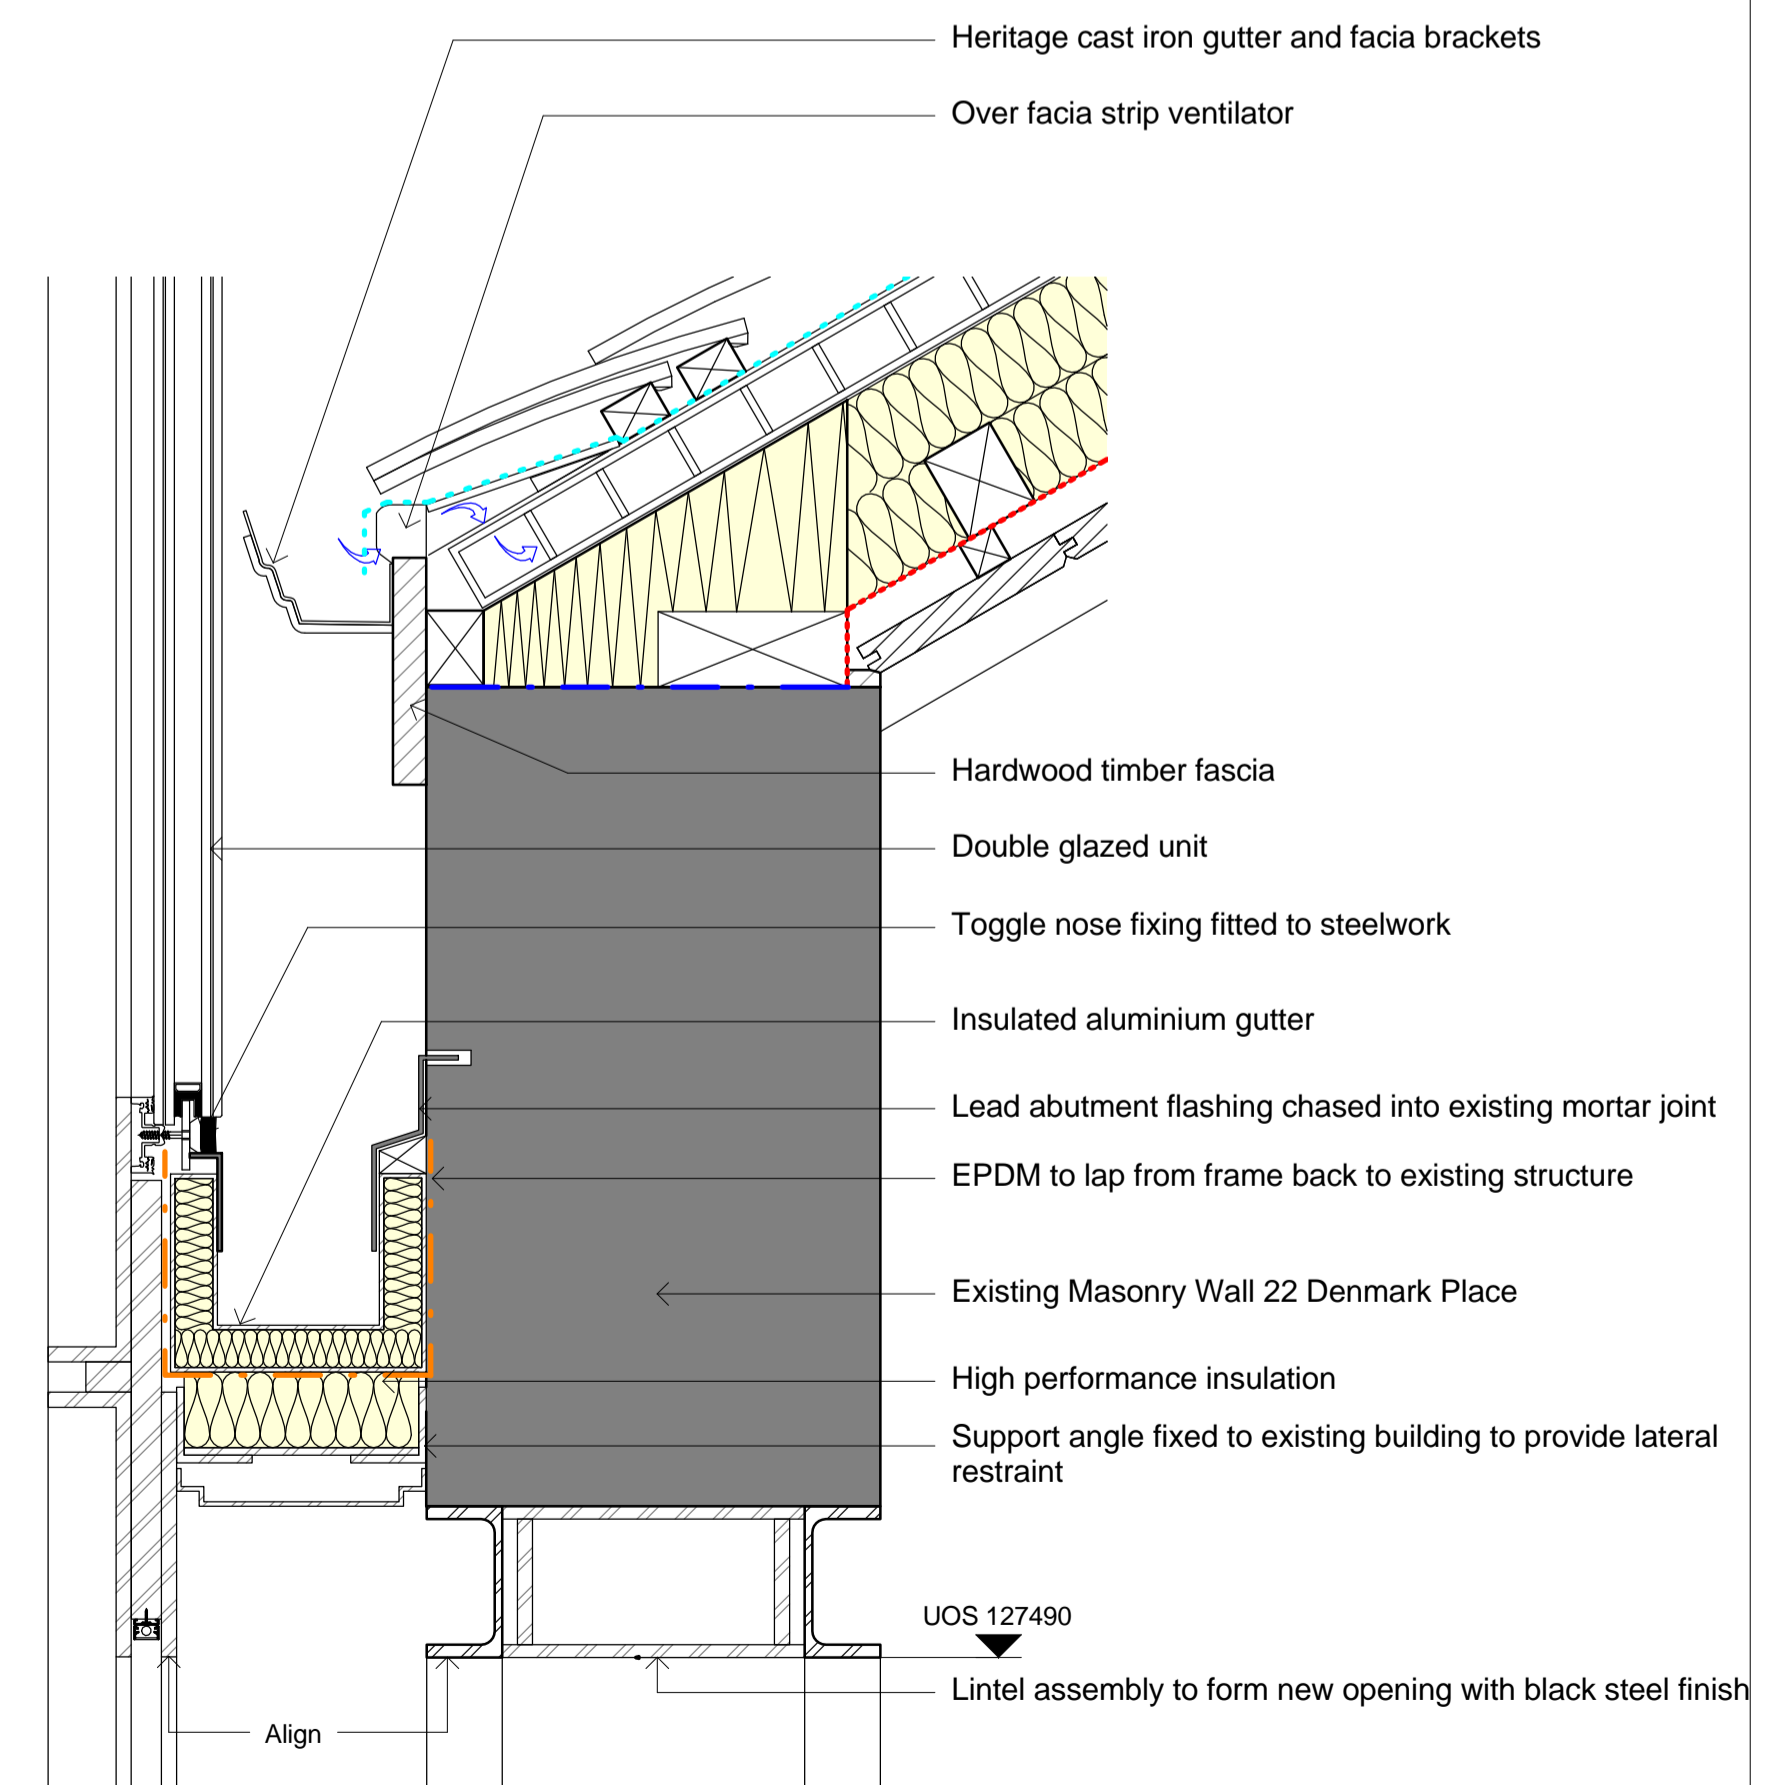 Heritage cast iron gutter and facia brackets
Over facia strip ventilator
Hardwood timber fascia
Double glazed unit
Toggle nose fixing fitted to steelwork
Insulated aluminium gutter
Lead abutment flashing chased into existing mortar joint
EPDM to lap from frame back to existing structure
Existing Masonry Wall 22 Denmark Place
High performance insulation
Support angle fixed to existing building to provide lateral
restraint
UOS 127490
Lintel assembly to form new opening with black steel finish
Align